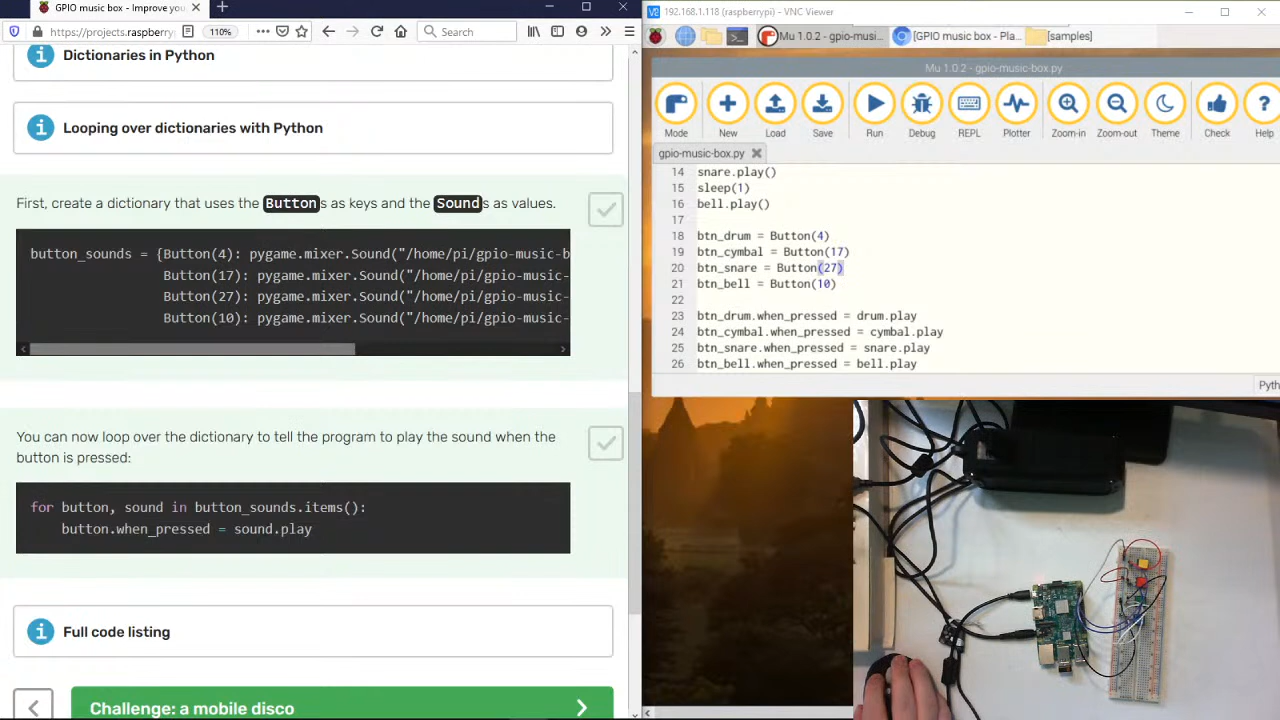 GPIO music box - Improve you
https://projects.raspberry
110%
Search
Dictionaries in Python
Looping over dictionaries with Python
First, create a dictionary that uses the Buttons as keys and the Sounds as values.
button_sounds = {Button(4): pygame.mixer.Sound("/home/pi/gpio-music-b
Button(17): pygame.mixer.Sound("/home/pi/gpio-music-
Button(27): pygame.mixer.Sound("/home/pi/gpio-music-
Button(10): pygame.mixer.Sound("/home/pi/gpio-music-
You can now loop over the dictionary to tell the program to play the sound when the
button is pressed:
for button, sound in button_sounds.items():
button.when_pressed = sound.play
Full code listing
Challenge: a mobile disco
192.168.1.118 (raspberrypi) - VNC Viewer
Mu 1.0.2 - gpio-musi...
[GPIO music box - Pla...
[samples]
Mu 1.0.2 - gpio-music-box.py
Mode New Load Save Run Debug REPL Plotter Zoom-in Zoom-out Theme Check Help
gpio-music-box.py
14 snare.play()
15 sleep(1)
16 bell.play()
17
18 btn_drum = Button(4)
19 btn_cymbal = Button(17)
20 btn_snare = Button(27)
21 btn_bell = Button(10)
22
23 btn_drum.when_pressed = drum.play
24 btn_cymbal.when_pressed = cymbal.play
25 btn_snare.when_pressed = snare.play
26 btn_bell.when_pressed = bell.play
Pyth